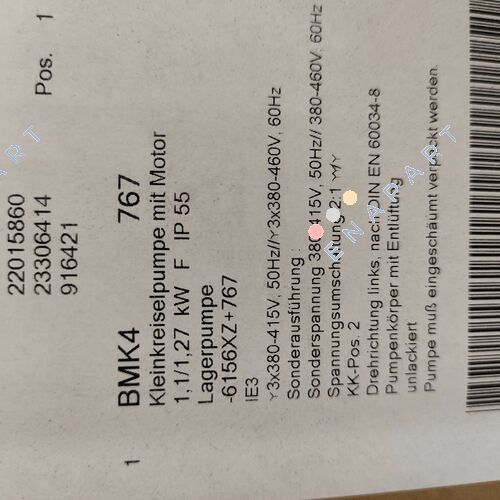 22015860 Pos. 1
23306414
916421
1 BMK4 767
Kleinkreiselpumpe mit Motor
1,1/1,27 kW F IP 55
Lagerpumpe
-6156XZ+767
IE3
Y3x380-415V, 50Hz//Y3x380-460V, 60Hz
Sonderausführung :
Sonderspannung 380-415V, 50Hz// 380-460V. 60Hz
Spannungsumschaltung 2:1 YY/Y
KK-Pos. 2
Drehrichtung links, nach DIN EN 60034-8
Pumpenkörper mit Entlüftung
unlackiert
Pumpe muß eingeschäumt verpackt werden.
ENAPART